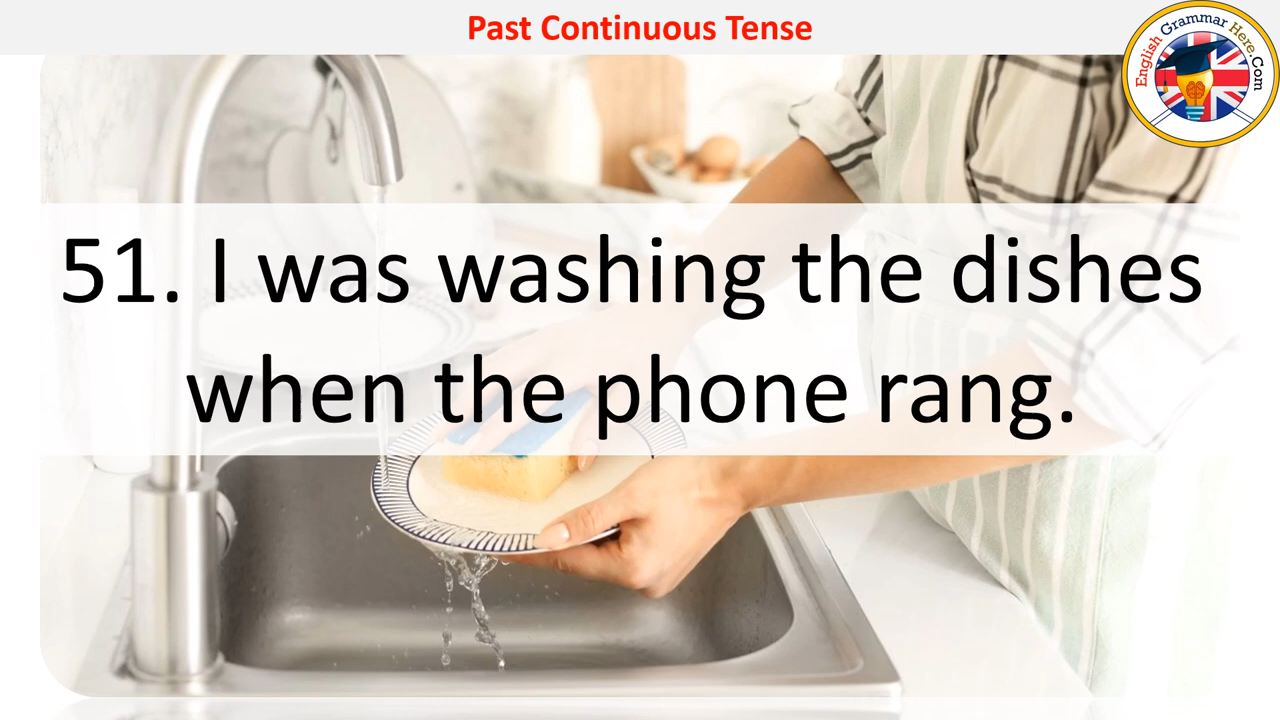 Past Continuous Tense
English Grammar Here.Com
51. I was washing the dishes
when the phone rang.